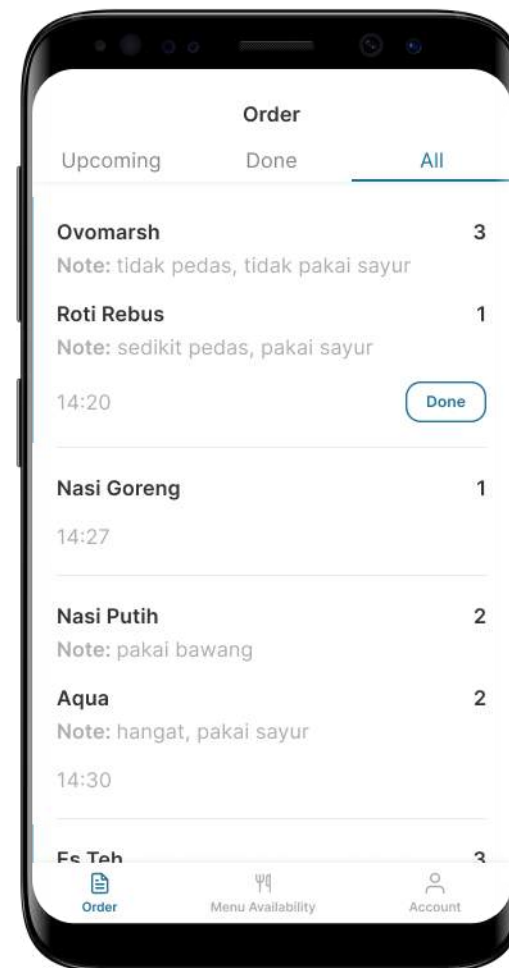 Order
Upcoming Done All
Ovomarsh 3
Note: tidak pedas, tidak pakai sayur
Roti Rebus 1
Note: sedikit pedas, pakai sayur
14:20 Done
Nasi Goreng 1
14:27
Nasi Putih 2
Note: pakai bawang
Aqua 2
Note: hangat, pakai sayur
14:30
Es Teh 3
Order Menu Availability Account